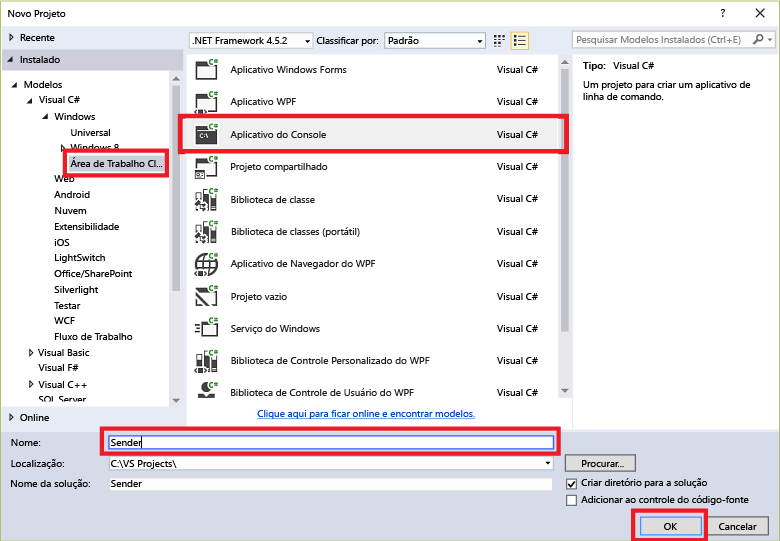 Novo Projeto
? X
Recente
Instalado
Modelos
Visual C#
Windows
Universal
Windows 8
Área de Trabalho Cl...
Web
Android
Nuvem
Extensibilidade
iOS
LightSwitch
Office/SharePoint
Silverlight
Testar
WCF
Fluxo de Trabalho
Visual Basic
Visual F#
Visual C++
SQL Server
Online
.NET Framework 4.5.2 Classificar por: Padrão
Aplicativo Windows Forms Visual C#
Aplicativo WPF Visual C#
Aplicativo do Console Visual C#
Projeto compartilhado Visual C#
Biblioteca de classe Visual C#
Biblioteca de classes (portátil) Visual C#
Aplicativo de Navegador do WPF Visual C#
Projeto vazio Visual C#
Serviço do Windows Visual C#
Biblioteca de Controle Personalizado do WPF Visual C#
Biblioteca de Controle de Usuário do WPF Visual C#
Clique aqui para ficar online e encontrar modelos.
Pesquisar Modelos Instalados (Ctrl+E)
Tipo: Visual C#
Um projeto para criar um aplicativo de
linha de comando.
Nome: Sender
Localização: C:\VS Projects\ Procurar...
Nome da solução: Sender
Criar diretório para a solução
Adicionar ao controle do código-fonte
OK Cancelar